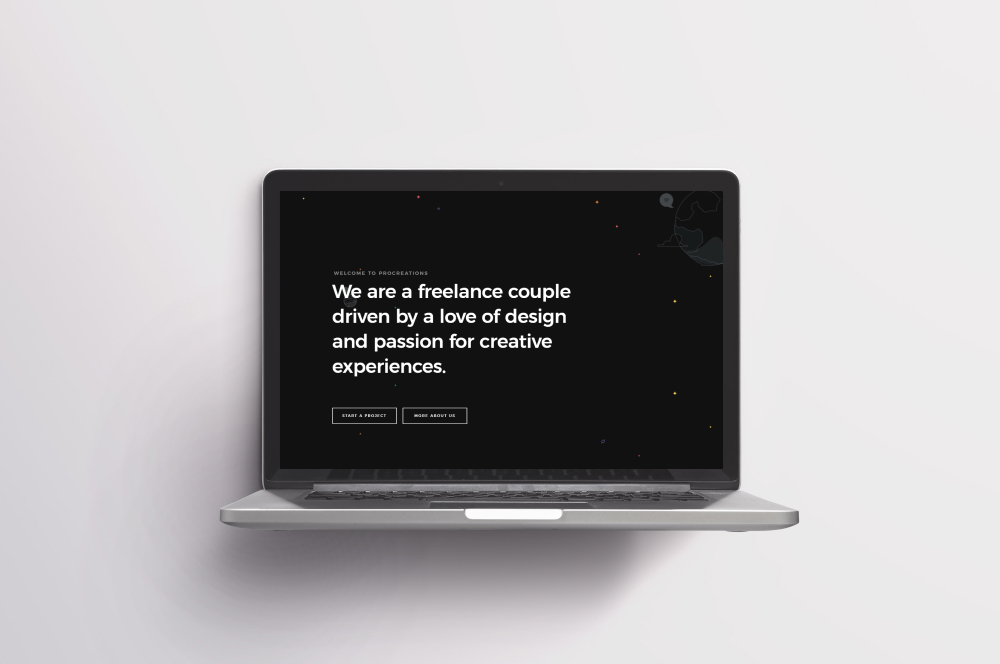 WELCOME TO PROCREATIONS
We are a freelance couple
driven by a love of design
and passion for creative
experiences.
START A PROJECT
MORE ABOUT US